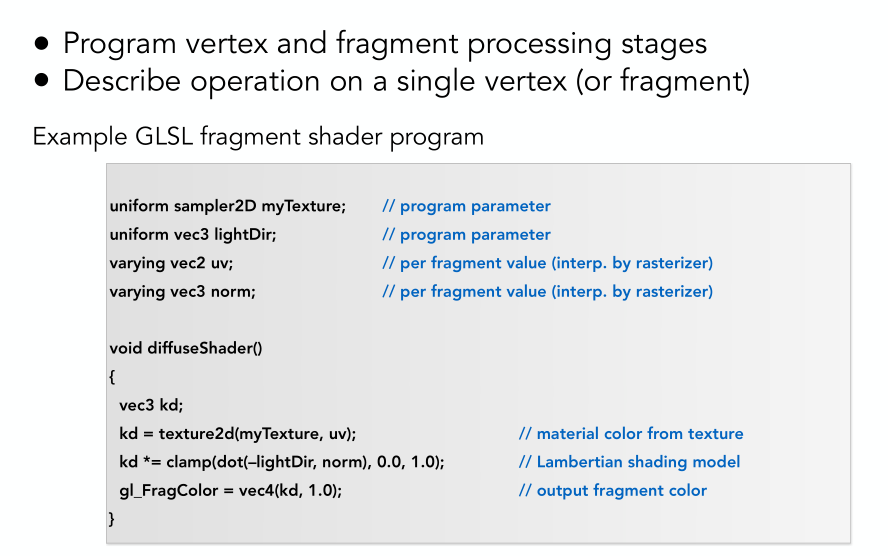 ● Program vertex and fragment processing stages
● Describe operation on a single vertex (or fragment)
Example GLSL fragment shader program
uniform sampler2D myTexture; // program parameter
uniform vec3 lightDir; // program parameter
varying vec2 uv; // per fragment value (interp. by rasterizer)
varying vec3 norm; // per fragment value (interp. by rasterizer)
void diffuseShader()
{
vec3 kd;
kd = texture2d(myTexture, uv); // material color from texture
kd *= clamp(dot(–lightDir, norm), 0.0, 1.0); // Lambertian shading model
gl_FragColor = vec4(kd, 1.0); // output fragment color
}